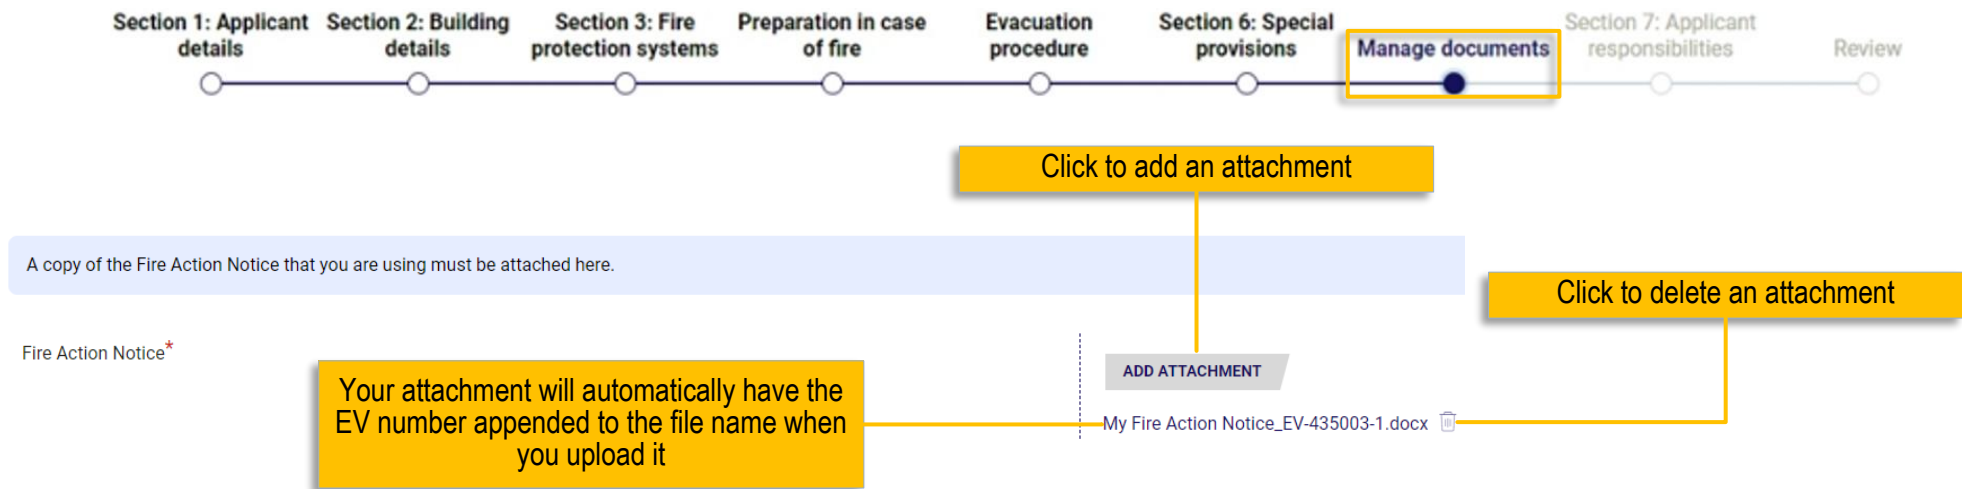 Section 1: Applicant details
Section 2: Building details
Section 3: Fire protection systems
Preparation in case of fire
Evacuation procedure
Section 6: Special provisions
Manage documents
Section 7: Applicant responsibilities
Review
Click to add an attachment
A copy of the Fire Action Notice that you are using must be attached here.
Click to delete an attachment
Fire Action Notice*
ADD ATTACHMENT
Your attachment will automatically have the
EV number appended to the file name when
you upload it
My Fire Action Notice_EV-435003-1.docx